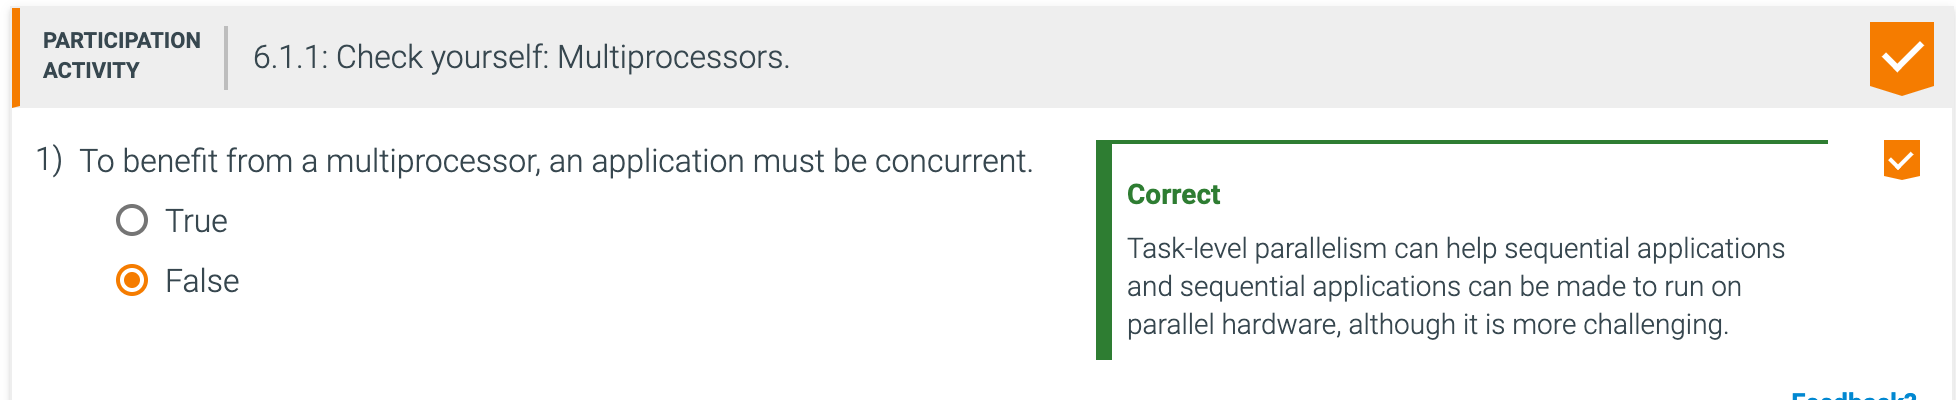 PARTICIPATION
ACTIVITY
6.1.1: Check yourself: Multiprocessors.
1) To benefit from a multiprocessor, an application must be concurrent.
True
False
Correct
Task-level parallelism can help sequential applications
and sequential applications can be made to run on
parallel hardware, although it is more challenging.
Feedback?